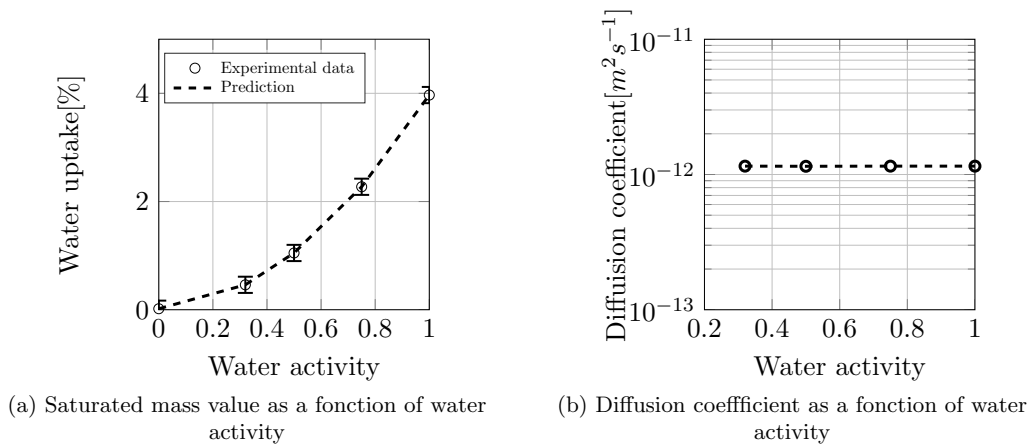 0 0.2 0.4 0.6 0.8 1
0
2
4
Water activity
Water uptake[%]
Experimental data
Prediction
(a) Saturated mass value as a fonction of water
activity
0.2 0.4 0.6 0.8 1
10−13
10−12
10−11
Water activity
Diffuision coefficient[m2s−1]
(b) Diffusion coeffficient as a fonction of water
activity